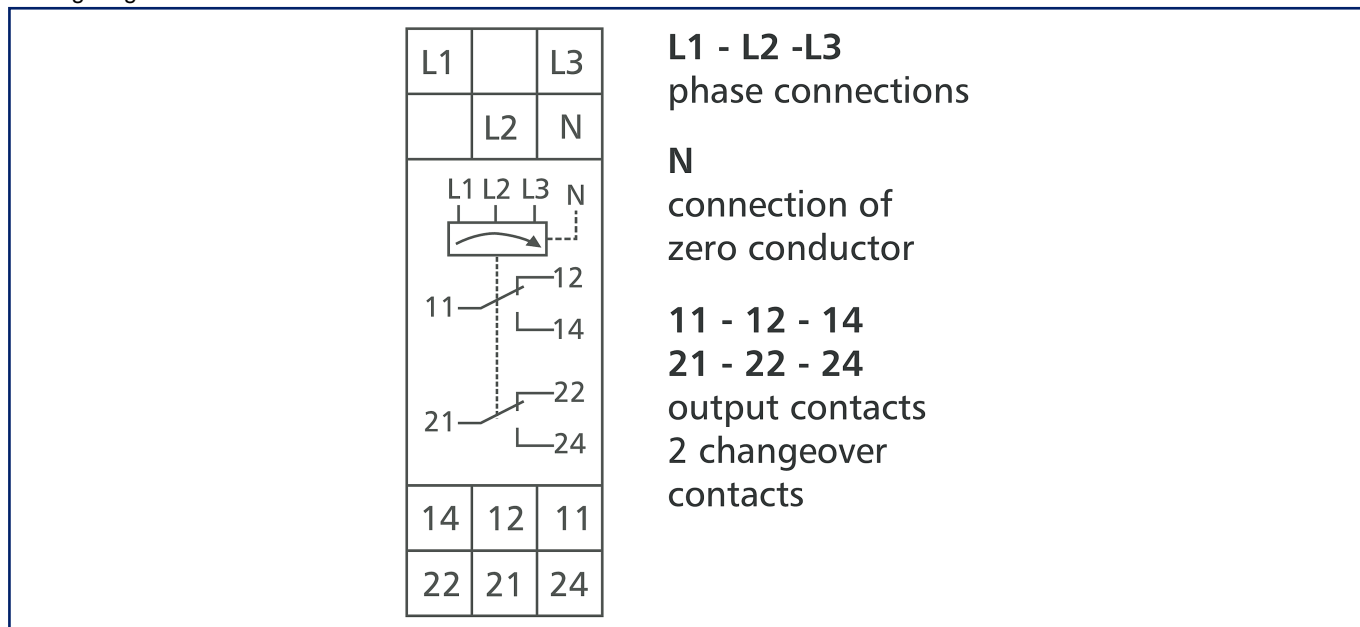 L1 L3
L2 N
L1 L2 L3 N
12
11
14
22
21
24
14 12 11
22 21 24
L1 - L2 -L3
phase connections
N
connection of
zero conductor
11 - 12 - 14
21 - 22 - 24
output contacts
2 changeover
contacts